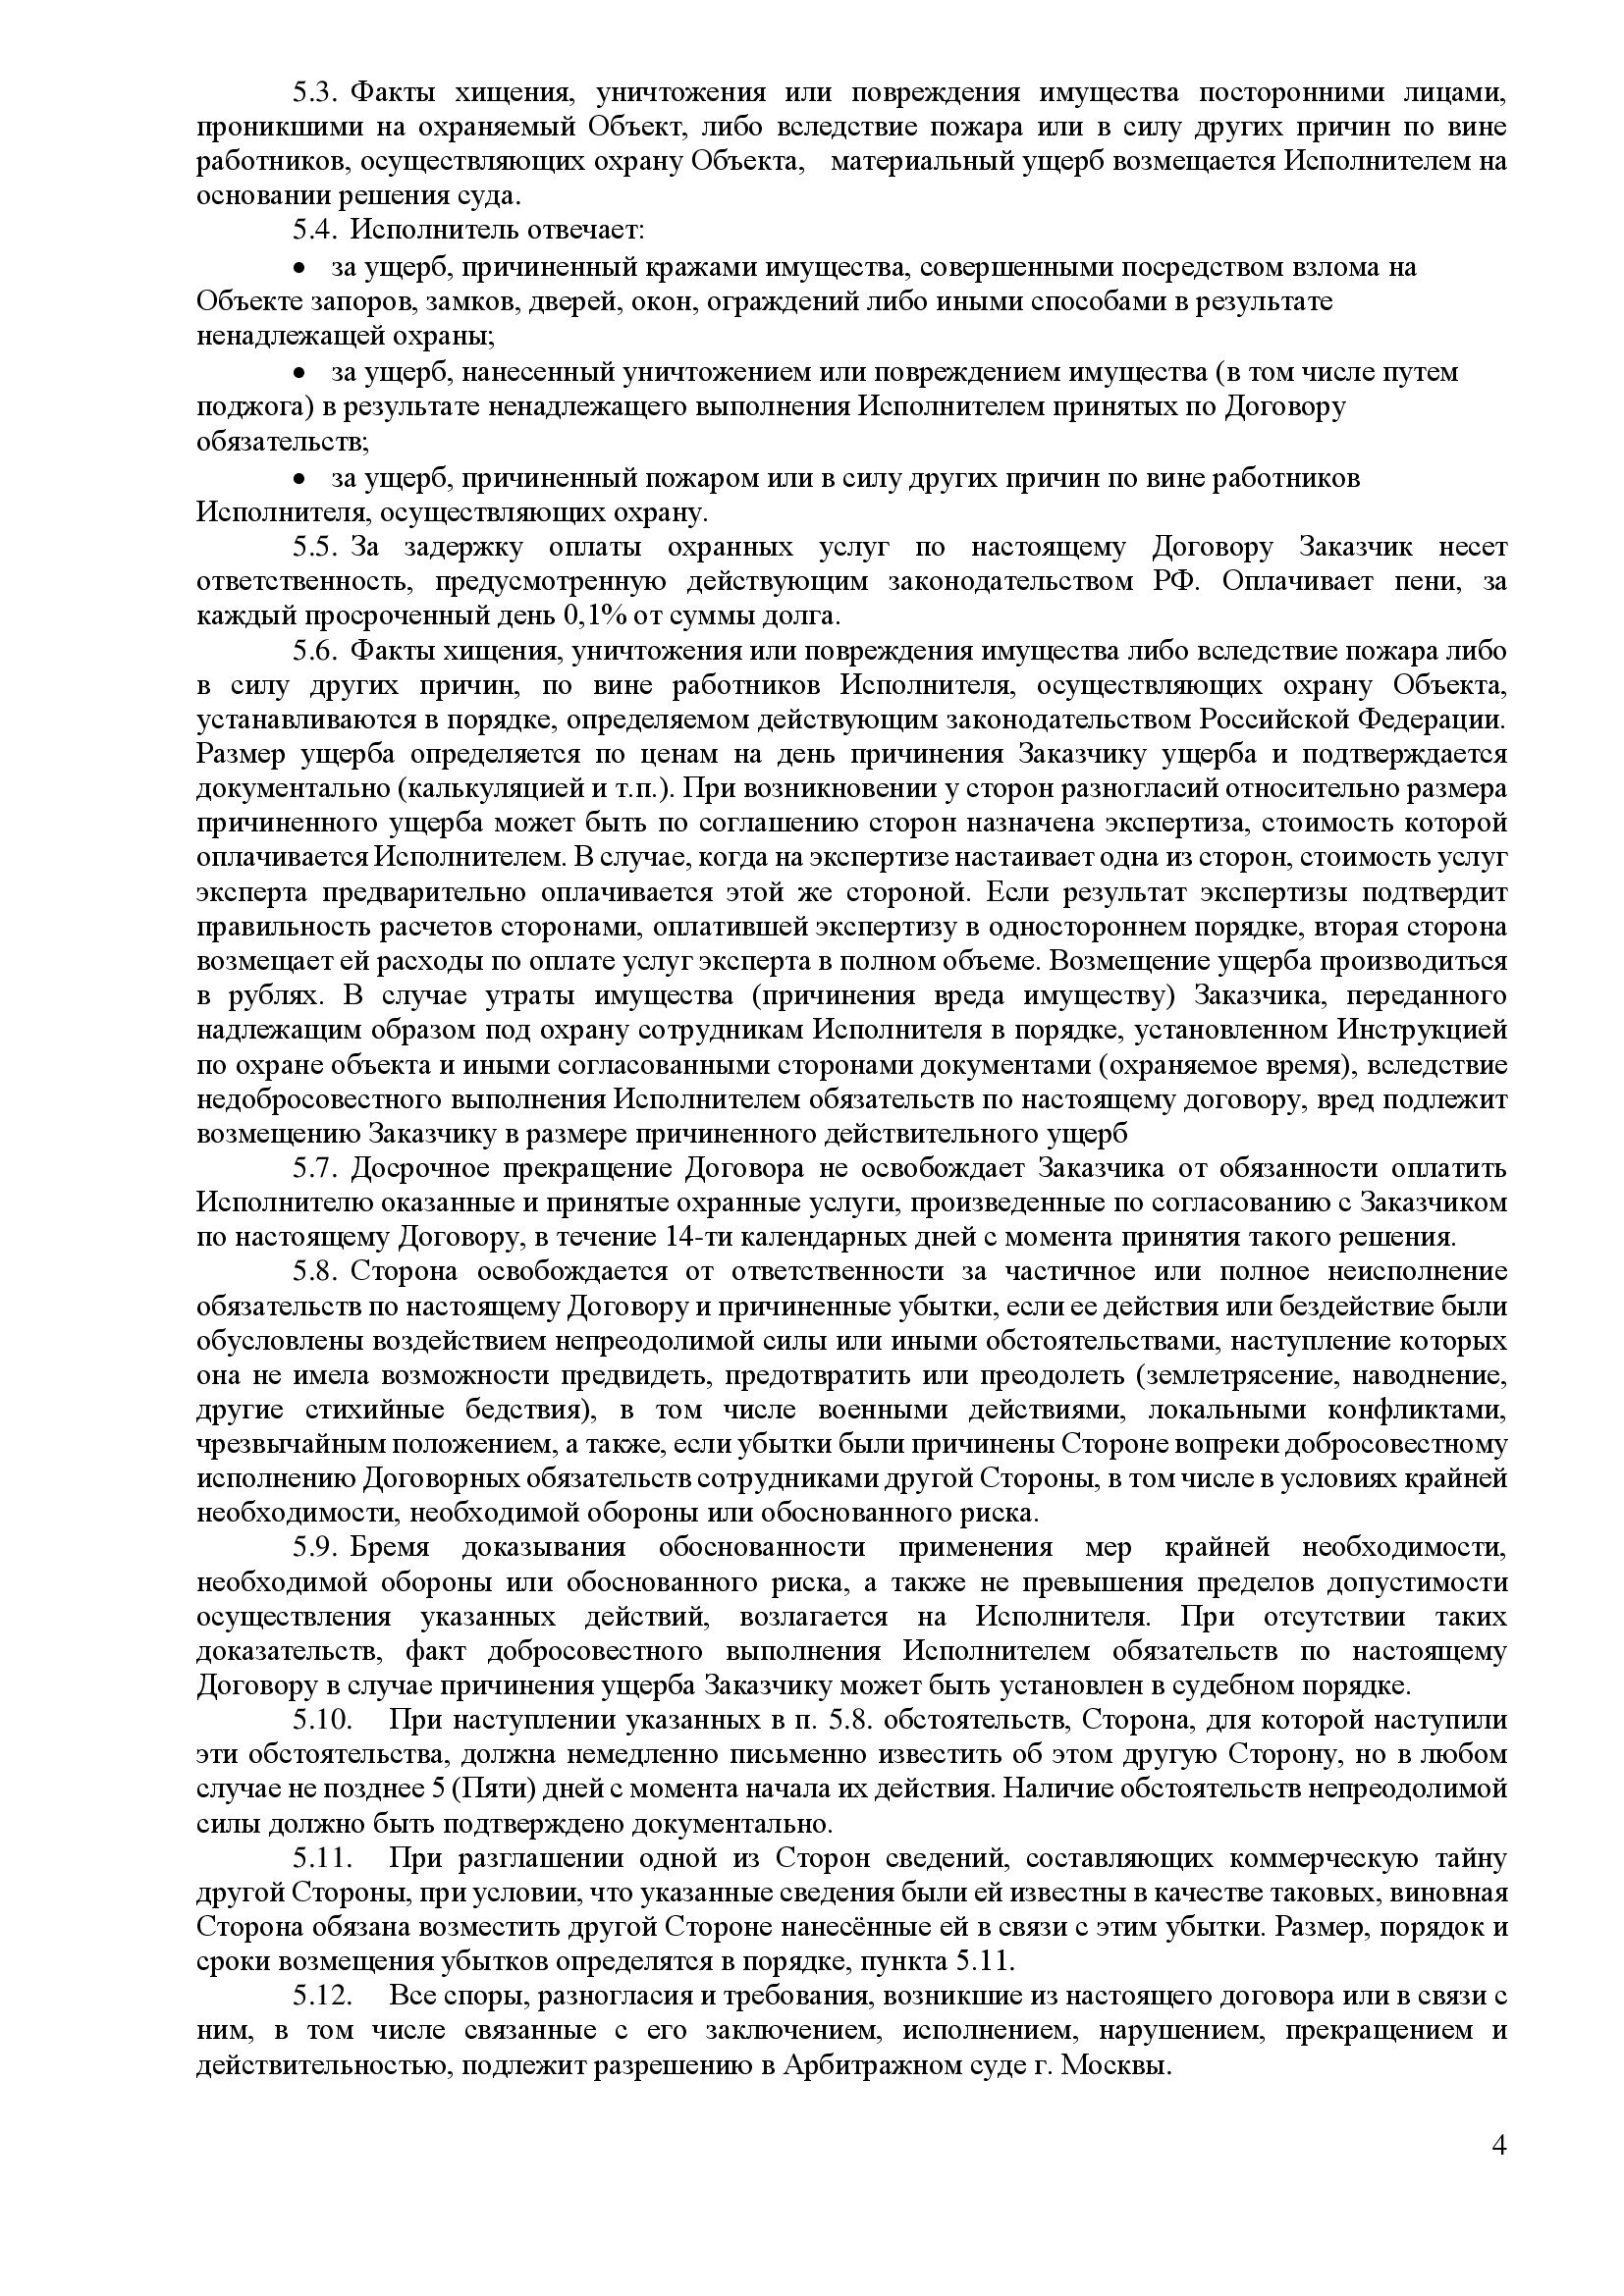 5.3. Факты хищения, уничтожения или повреждения имущества посторонними лицами,
проникшими на охраняемый Объект, либо вследствие пожара или в силу других причин по вине
работников, осуществляющих охрану Объекта, материальный ущерб возмещается Исполнителем на
основании решения суда.
5.4. Исполнитель отвечает:
• за ущерб, причиненный кражами имущества, совершенными посредством взлома на
Объекте запоров, замков, дверей, окон, ограждений либо иными способами в результате
ненадлежащей охраны;
• за ущерб, нанесенный уничтожением или повреждением имущества (в том числе путем
поджога) в результате ненадлежащего выполнения Исполнителем принятых по Договору
обязательств;
• за ущерб, причиненный пожаром или в силу других причин по вине работников
Исполнителя, осуществляющих охрану.
5.5. За задержку оплаты охранных услуг по настоящему Договору Заказчик несет
ответственность, предусмотренную действующим законодательством РФ. Оплачивает пени, за
каждый просроченный день 0,1% от суммы долга.
5.6. Факты хищения, уничтожения или повреждения имущества либо вследствие пожара либо
в силу других причин, по вине работников Исполнителя, осуществляющих охрану Объекта,
устанавливаются в порядке, определяемом действующим законодательством Российской Федерации.
Размер ущерба определяется по ценам на день причинения Заказчику ущерба и подтверждается
документально (калькуляцией и т.п.). При возникновении у сторон разногласий относительно размера
причиненного ущерба может быть по соглашению сторон назначена экспертиза, стоимость которой
оплачивается Исполнителем. В случае, когда на экспертизе настаивает одна из сторон, стоимость услуг
эксперта предварительно оплачивается этой же стороной. Если результат экспертизы подтвердит
правильность расчетов сторонами, оплатившей экспертизу в одностороннем порядке, вторая сторона
возмещает ей расходы по оплате услуг эксперта в полном объеме. Возмещение ущерба производиться
в рублях. В случае утраты имущества (причинения вреда имуществу) Заказчика, переданного
надлежащим образом под охрану сотрудникам Исполнителя в порядке, установленном Инструкцией
по охране объекта и иными согласованными сторонами документами (охраняемое время), вследствие
недобросовестного выполнения Исполнителем обязательств по настоящему договору, вред подлежит
возмещению Заказчику в размере причиненного действительного ущерб
5.7. Досрочное прекращение Договора не освобождает Заказчика от обязанности оплатить
Исполнителю оказанные и принятые охранные услуги, произведенные по согласованию с Заказчиком
по настоящему Договору, в течение 14-ти календарных дней с момента принятия такого решения.
5.8. Сторона освобождается от ответственности за частичное или полное неисполнение
обязательств по настоящему Договору и причиненные убытки, если ее действия или бездействие были
обусловлены воздействием непреодолимой силы или иными обстоятельствами, наступление которых
она не имела возможности предвидеть, предотвратить или преодолеть (землетрясение, наводнение,
другие стихийные бедствия), в том числе военными действиями, локальными конфликтами,
чрезвычайным положением, а также, если убытки были причинены Стороне вопреки добросовестному
исполнению Договорных обязательств сотрудниками другой Стороны, в том числе в условиях крайней
необходимости, необходимой обороны или обоснованного риска.
5.9. Бремя доказывания обоснованности применения мер крайней необходимости,
необходимой обороны или обоснованного риска, а также не превышения пределов допустимости
осуществления указанных действий, возлагается на Исполнителя. При отсутствии таких
доказательств, факт добросовестного выполнения Исполнителем обязательств по настоящему
Договору в случае причинения ущерба Заказчику может быть установлен в судебном порядке.
5.10. При наступлении указанных в п. 5.8. обстоятельств, Сторона, для которой наступили
эти обстоятельства, должна немедленно письменно известить об этом другую Сторону, но в любом
случае не позднее 5 (Пяти) дней с момента начала их действия. Наличие обстоятельств непреодолимой
силы должно быть подтверждено документально.
5.11. При разглашении одной из Сторон сведений, составляющих коммерческую тайну
другой Стороны, при условии, что указанные сведения были ей известны в качестве таковых, виновная
Сторона обязана возместить другой Стороне нанесённые ей в связи с этим убытки. Размер, порядок и
сроки возмещения убытков определятся в порядке, пункта 5.11.
5.12. Все споры, разногласия и требования, возникшие из настоящего договора или в связи с
ним, в том числе связанные с его заключением, исполнением, нарушением, прекращением и
действительностью, подлежит разрешению в Арбитражном суде г. Москвы.
4